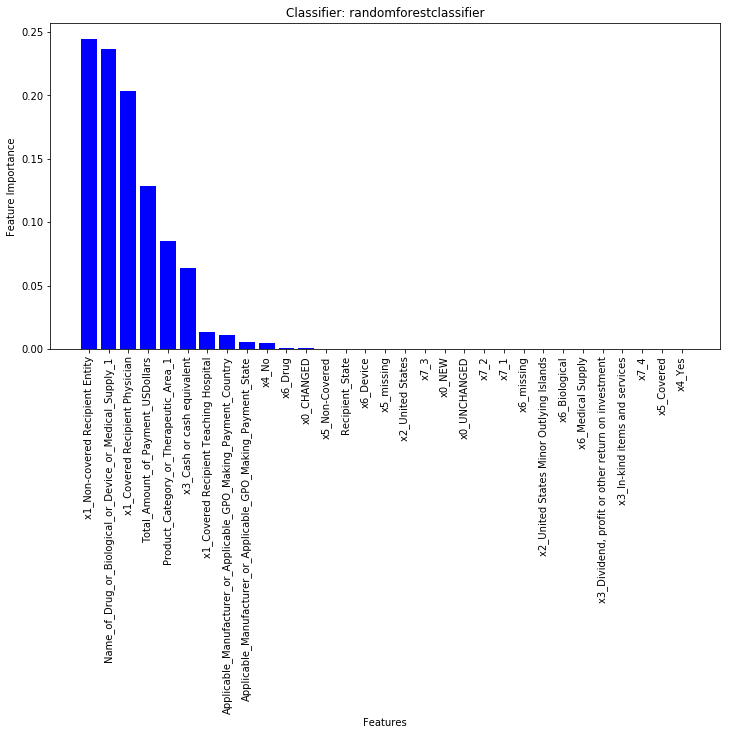 Classifier: randomforestclassifier
0.25
0.20
0.15
0.10
0.05
0.00
Feature Importance
x1_Non-covered Recipient Entity
Name_of_Drug_or_Biological_or_Device_or_Medical_Supply_1
x1_Covered Recipient Physician
Total_Amount_of_Payment_USDollars
Product_Category_or_Therapeutic_Area_1
x3_Cash or cash equivalent
x1_Covered Recipient Teaching Hospital
Applicable_Manufacturer_or_Applicable_GPO_Making_Payment_Country
Applicable_Manufacturer_or_Applicable_GPO_Making_Payment_State
x4_No
x6_Drug
x0_CHANGED
x5_Non-Covered
Recipient_State
x6_Device
x5_missing
x2_United States
x7_3
x0_NEW
x0_UNCHANGED
x7_2
x7_1
x6_missing
x2_United States Minor Outlying Islands
x6_Biological
x6_Medical Supply
x3_Dividend, profit or other return on investment
x3_In-kind items and services
x7_4
x5_Covered
x4_Yes
Features